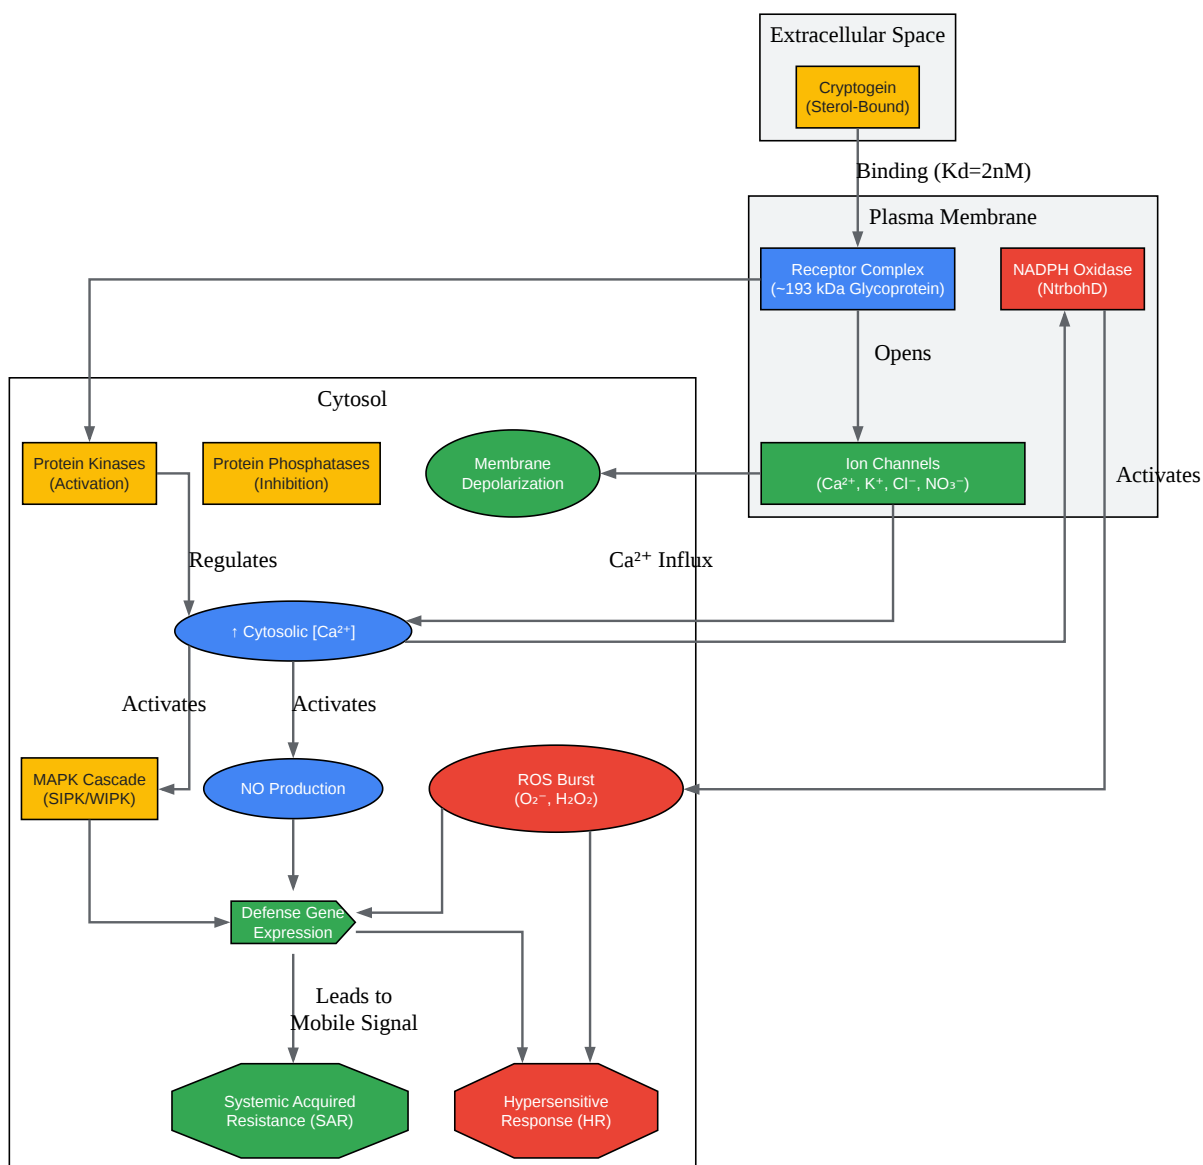 Extracellular Space
Cryptogein
(Sterol-Bound)
Binding (Kd=2nM)
Plasma Membrane
Receptor Complex
(~193 kDa Glycoprotein)
NADPH Oxidase
(NtrbohD)
Opens
Cytosol
Protein Kinases
(Activation)
Protein Phosphatases
(Inhibition)
Membrane
Depolarization
Ion Channels
(Ca²⁺, K⁺, Cl⁻, NO₃⁻)
Activates
Regulates
Ca²⁺ Influx
↑ Cytosolic [Ca²⁺]
Activates
Activates
MAPK Cascade
(SIPK/WIPK)
NO Production
ROS Burst
(O₂⁻, H₂O₂)
Defense Gene
Expression
Leads to
Mobile Signal
Systemic Acquired
Resistance (SAR)
Hypersensitive
Response (HR)